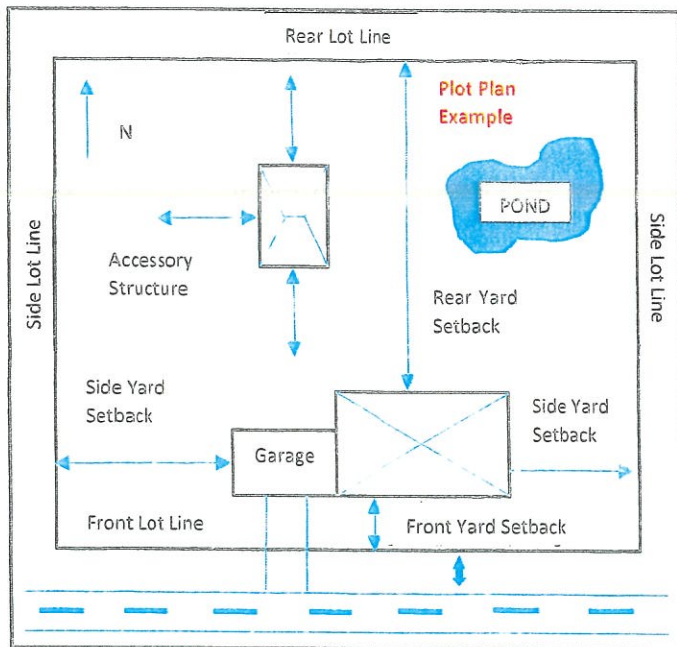 Rear Lot Line
Plot Plan
Example
N
POND
Side Lot Line
Side Lot Line
Accessory
Structure
Rear Yard
Setback
Side Yard
Setback
Side Yard
Setback
Garage
Front Lot Line
Front Yard Setback